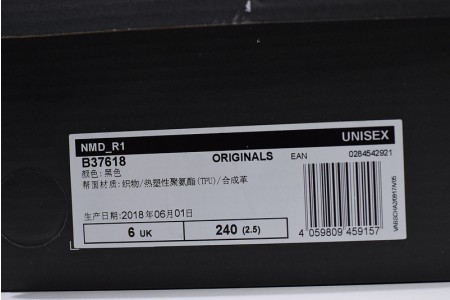 NMD_R1 UNISEX
B37618 ORIGINALS EAN 0284542921
颜色:黑色
帮面材质:织物/热塑性聚氨酯(TPU)/合成革
生产日期:2018年06月01日
6 UK 240 (2.5)
4 059809 459157